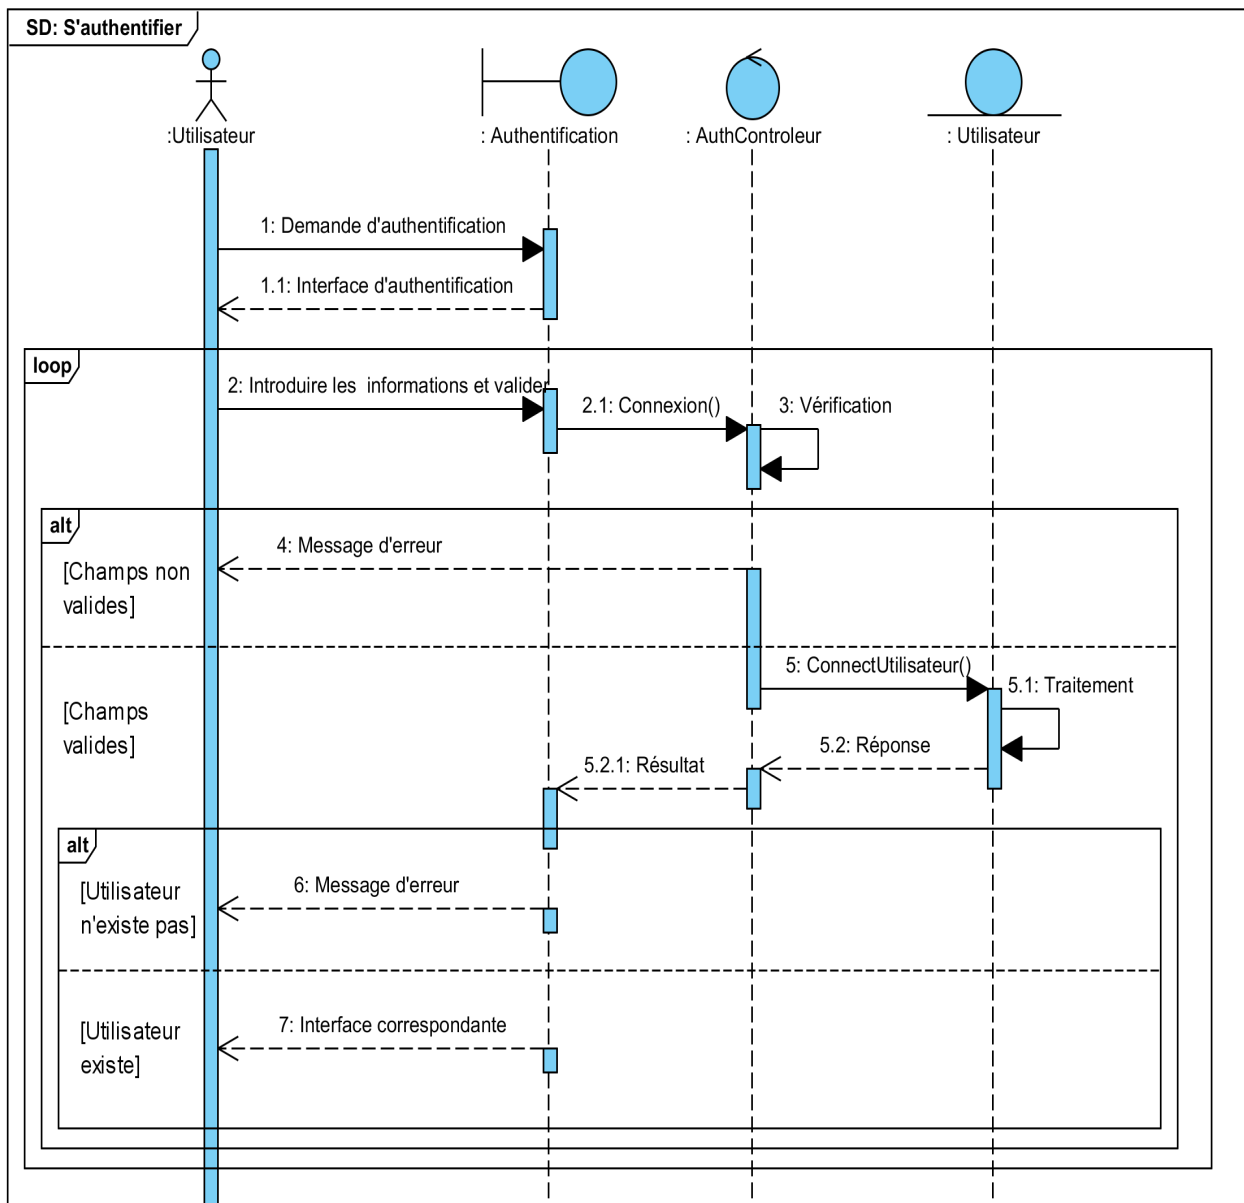 SD: S'authentifier
:Utilisateur
: Authentification
: AuthControleur
: Utilisateur
1: Demande d'authentification
1.1: Interface d'authentification
loop
2: Introduire les  informations et valider
2.1: Connexion()
3: Vérification
alt
4: Message d'erreur
[Champs non
valides]
5: ConnectUtilisateur()
5.1: Traitement
[Champs
valides]
5.2: Réponse
5.2.1: Résultat
alt
6: Message d'erreur
[Utilisateur
n'existe pas]
7: Interface correspondante
[Utilisateur
existe]